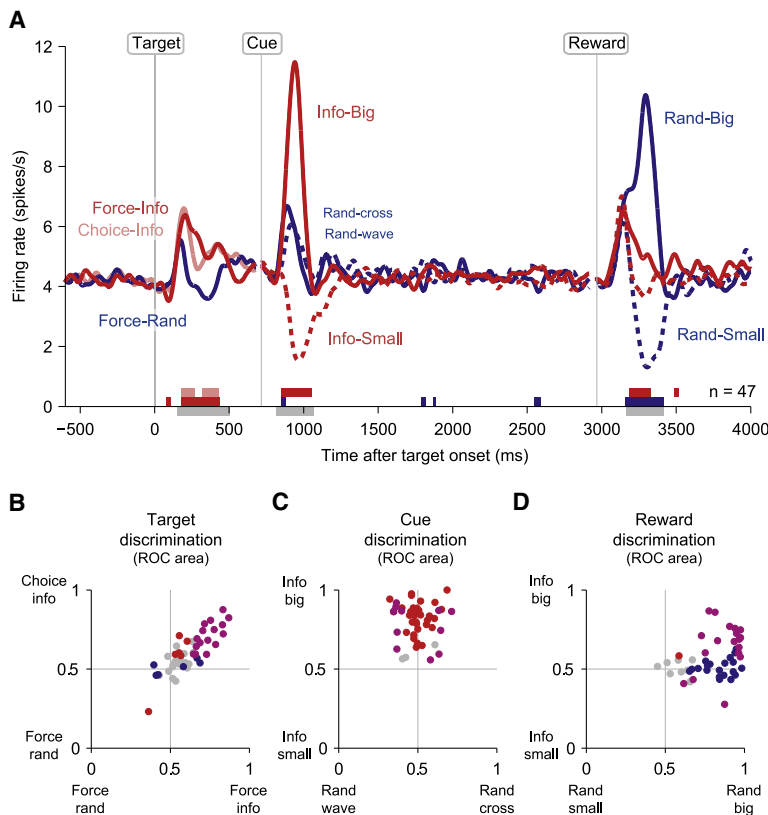 A
Target
Cue
Reward
12
10
8
6
4
2
0
Firing rate (spikes/s)
Info-Big
Rand-Big
Force-Info
Choice-Info
Rand-cross
Rand-wave
Force-Rand
Info-Small
Rand-Small
n = 47
−500
0
500
1000
1500
2000
2500
3000
3500
4000
Time after target onset (ms)
B
Target
discrimination
(ROC area)
Choice
info
1
0.5
Force
rand
0
0
0.5
1
Force
rand
Force
info
C
Cue
discrimination
(ROC area)
Info
big
1
0.5
Info
small
0
0
0.5
1
Rand
wave
Rand
cross
D
Reward
discrimination
(ROC area)
Info
big
1
0.5
Info
small
0
0
0.5
1
Rand
small
Rand
big